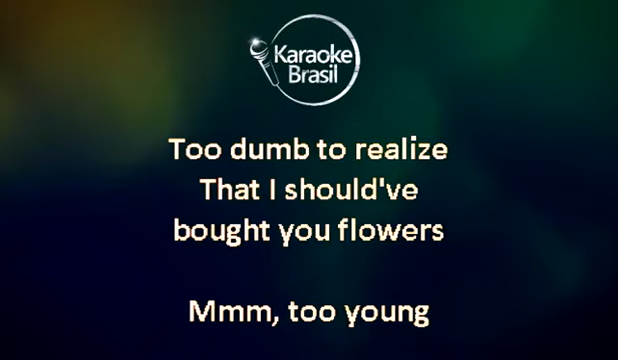 Karaoke
Brasil
Too dumb to realize
That I should've
bought you flowers
Mmm, too young